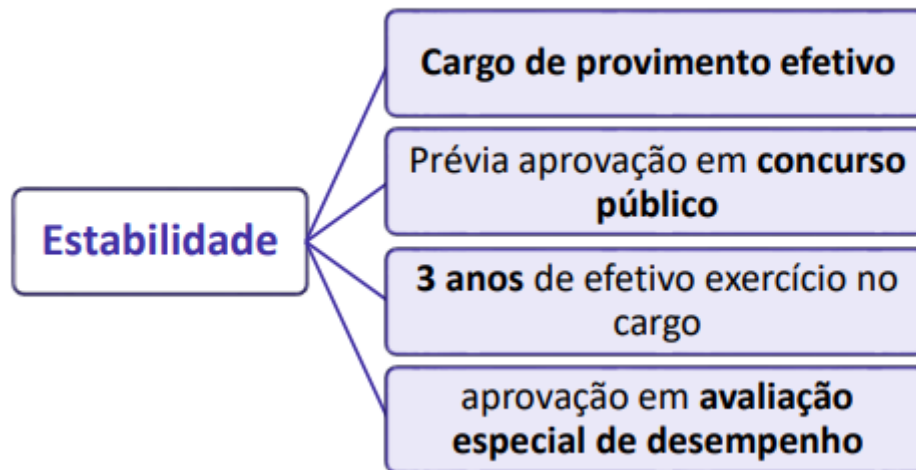 Estabilidade
Cargo de provimento efetivo
Prévia aprovação em concurso
público
3 anos de efetivo exercício no
cargo
aprovação em avaliação
especial de desempenho